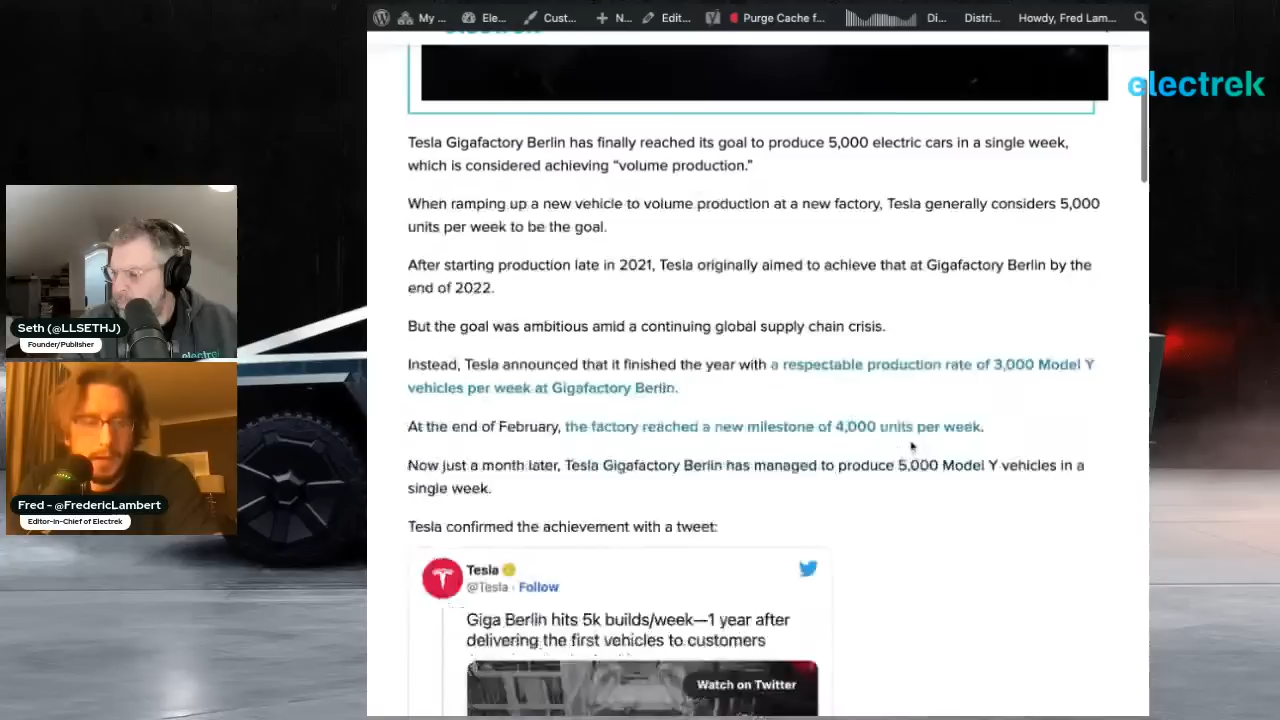 My ...
Ele...
Cust...
N...
Edit...
Purge Cache f...
Di...
Distri...
Howdy, Fred Lam...
electrek
electrek
Tesla Gigafactory Berlin has finally reached its goal to produce 5,000 electric cars in a single week,
which is considered achieving “volume production.”
When ramping up a new vehicle to volume production at a new factory, Tesla generally considers 5,000
units per week to be the goal.
After starting production late in 2021, Tesla originally aimed to achieve that at Gigafactory Berlin by the
end of 2022.
But the goal was ambitious amid a continuing global supply chain crisis.
Instead, Tesla announced that it finished the year with a respectable production rate of 3,000 Model Y
vehicles per week at Gigafactory Berlin.
At the end of February, the factory reached a new milestone of 4,000 units per week.
Now just a month later, Tesla Gigafactory Berlin has managed to produce 5,000 Model Y vehicles in a
single week.
Tesla confirmed the achievement with a tweet:
Tesla
@Tesla · Follow
Giga Berlin hits 5k builds/week—1 year after
delivering the first vehicles to customers
Watch on Twitter
Seth (@LLSETHJ)
Founder/Publisher
electrek
Fred - @FredericLambert
Editor-in-Chief of Electrek